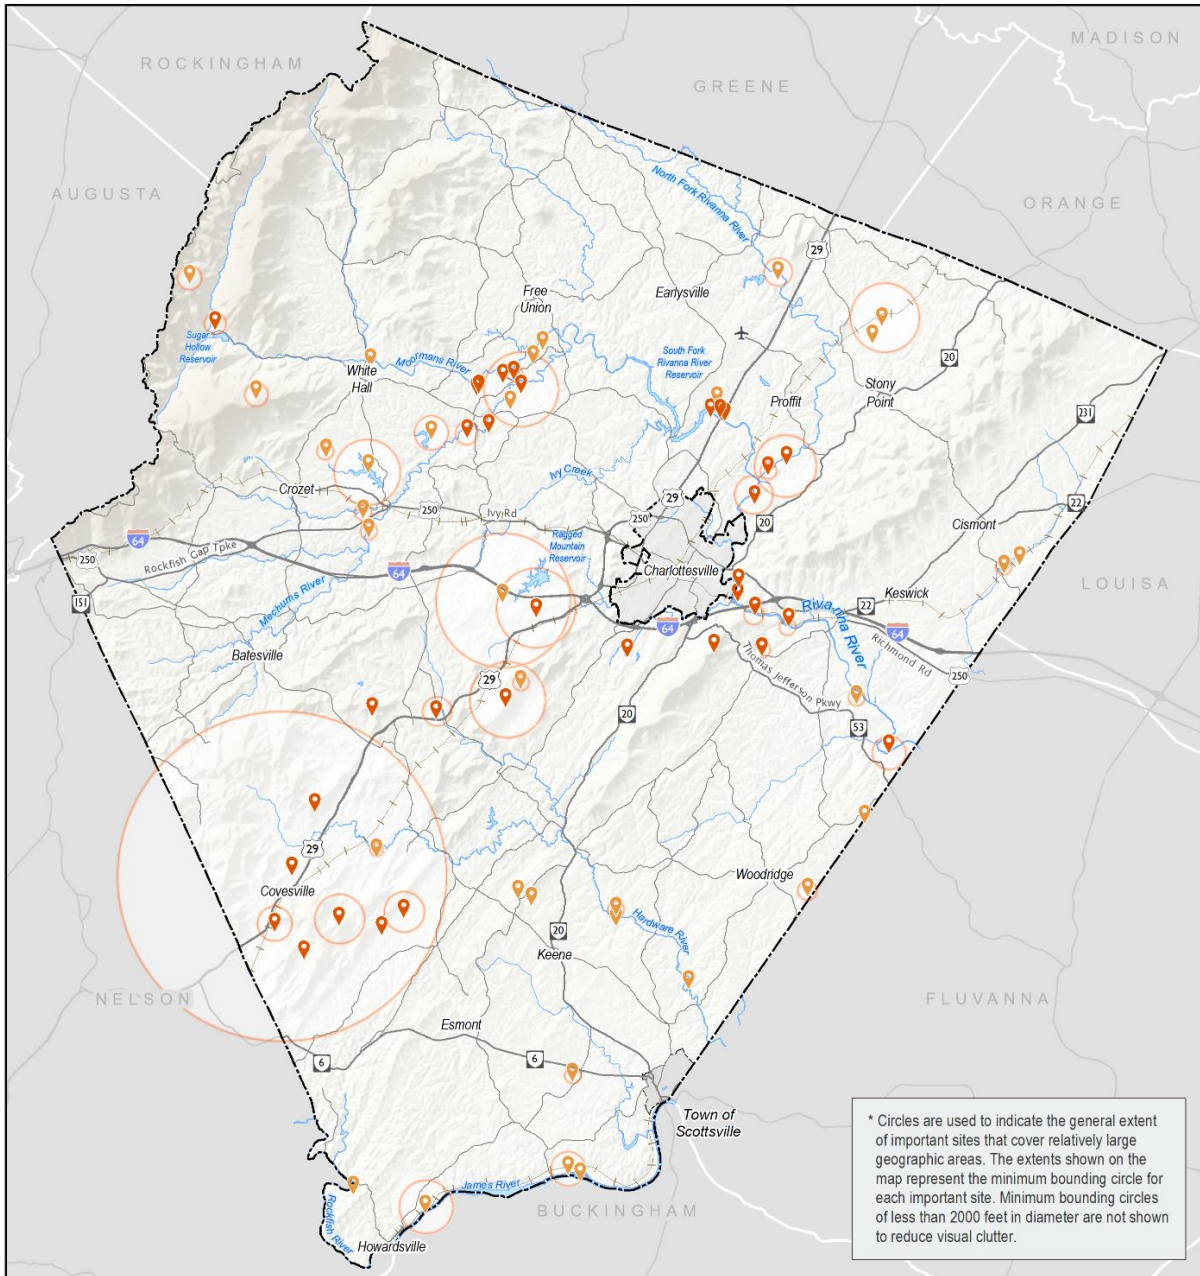 MADISON
ROCKINGHAM
GREENE
AUGUSTA
ORANGE
North Fork Rivanna River
29
Free
Union
Earlysville
Sugar
Hollow
Reservoir
Moormans River
White
Hall
South Fork
Rivanna River
Reservoir
20
Stony
Point
Proffit
231
Ivy Creek
Crozet
250
Ivy Rd
29
250
20
22
Cismont
64
Rockfish Gap Tpke
250
Ragged
Mountain
Reservoir
64
Charlottesville
LOUISA
151
Mechums River
Keswick
22
Rivanna River
64
64
Richmond Rd
250
Batesville
29
Thomas Jefferson Pkwy
20
53
29
Covesville
Woodridge
Hardware River
20
Keene
NELSON
FLUVANNA
Esmont
6
6
Town of
Scottsville
James River
Rockfish River
BUCKINGHAM
Howardsville
* Circles are used to indicate the general extent
of important sites that cover relatively large
geographic areas. The extents shown on the
map represent the minimum bounding circle for
each important site. Minimum bounding circles
of less than 2000 feet in diameter are not shown
to reduce visual clutter.